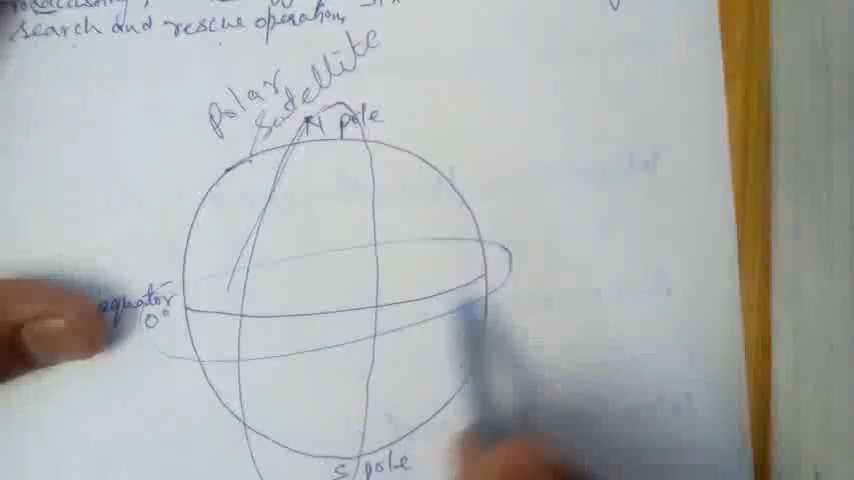 search and rescue operation,
polar
satellite
N pole
equator
0°
S pole